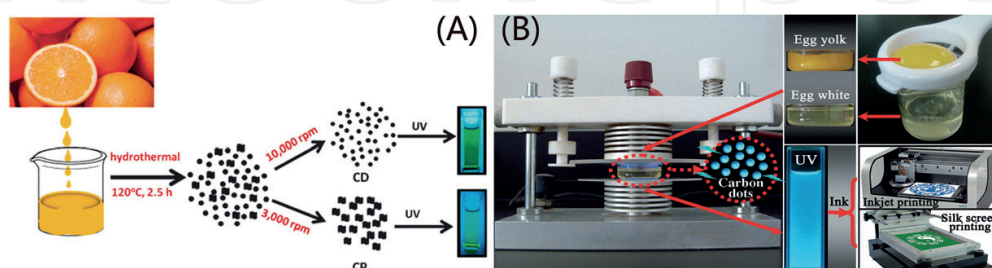 (A)
hydrothermal
120°C, 2.5 h
10,000 rpm
3,000 rpm
CD
UV
UV
(B)
Egg yolk
Egg white
Carbon
dots
UV
Ink
Inkjet printing
Silk screen
printing